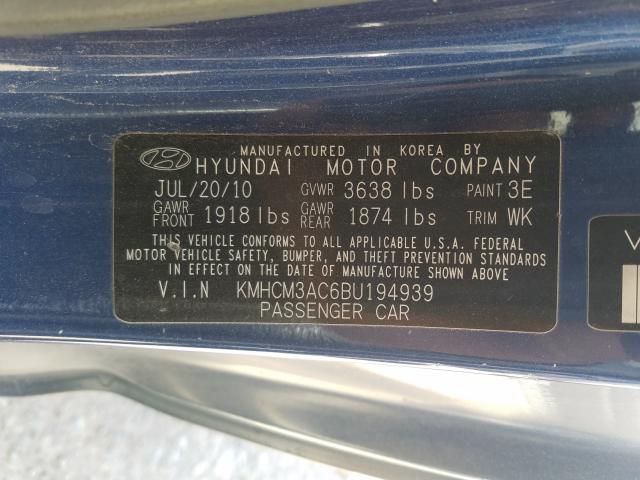 MANUFACTURED IN KOREA BY
HYUNDAI MOTOR COMPANY
JUL/20/10 GVWR 3638 lbs PAINT 3E
GAWR FRONT 1918 lbs GAWR REAR 1874 lbs TRIM WK
THIS VEHICLE CONFORMS TO ALL APPLICABLE U.S.A. FEDERAL
MOTOR VEHICLE SAFETY, BUMPER, AND THEFT PREVENTION STANDARDS
IN EFFECT ON THE DATE OF MANUFACTURE SHOWN ABOVE
V.I.N KMHCM3AC6BU194939
PASSENGER CAR
V